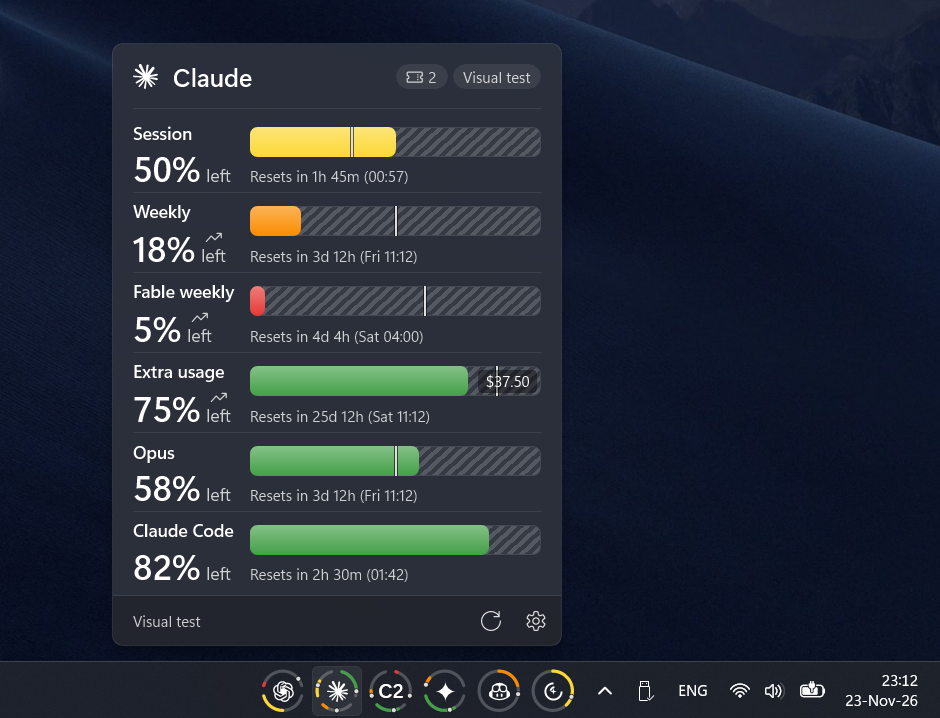 Claude
2
Visual test
Session
50% left
Resets in 1h 45m (00:57)
Weekly
18% left
Resets in 3d 12h (Fri 11:12)
Fable weekly
5% left
Resets in 4d 4h (Sat 04:00)
Extra usage
75% left
$37.50
Resets in 25d 12h (Sat 11:12)
Opus
58% left
Resets in 3d 12h (Fri 11:12)
Claude Code
82% left
Resets in 2h 30m (01:42)
Visual test
C2
ENG
23:12
23-Nov-26